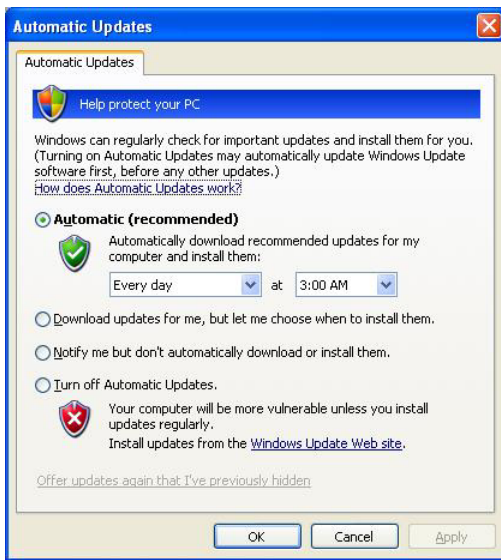 Automatic Updates
Automatic Updates
Help protect your PC
Windows can regularly check for important updates and install them for you.
(Turning on Automatic Updates may automatically update Windows Update
software first, before any other updates.)
How does Automatic Updates work?
Automatic (recommended)
Automatically download recommended updates for my
computer and install them:
Every day at 3:00 AM
Download updates for me, but let me choose when to install them.
Notify me but don't automatically download or install them.
Turn off Automatic Updates.
Your computer will be more vulnerable unless you install
updates regularly.
Install updates from the Windows Update Web site.
Offer updates again that I've previously hidden
OK Cancel Apply